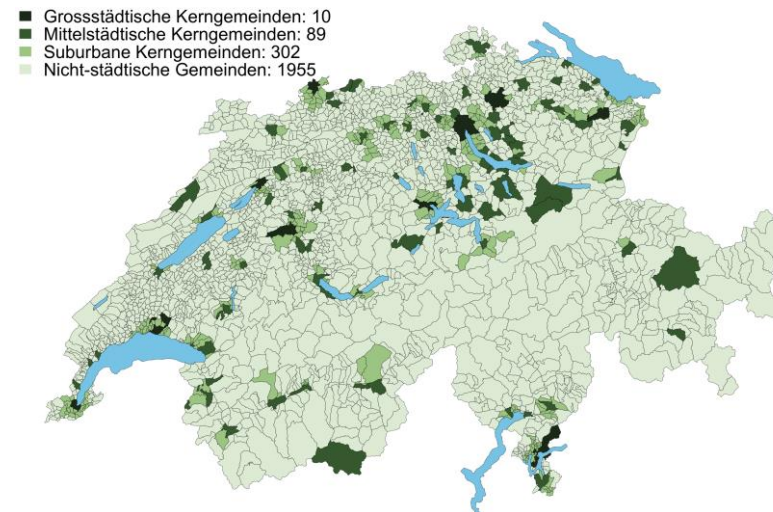 Grossstädtische Kerngemeinden: 10
Mittelstädtische Kerngemeinden: 89
Suburbane Kerngemeinden: 302
Nicht-städtische Gemeinden: 1955